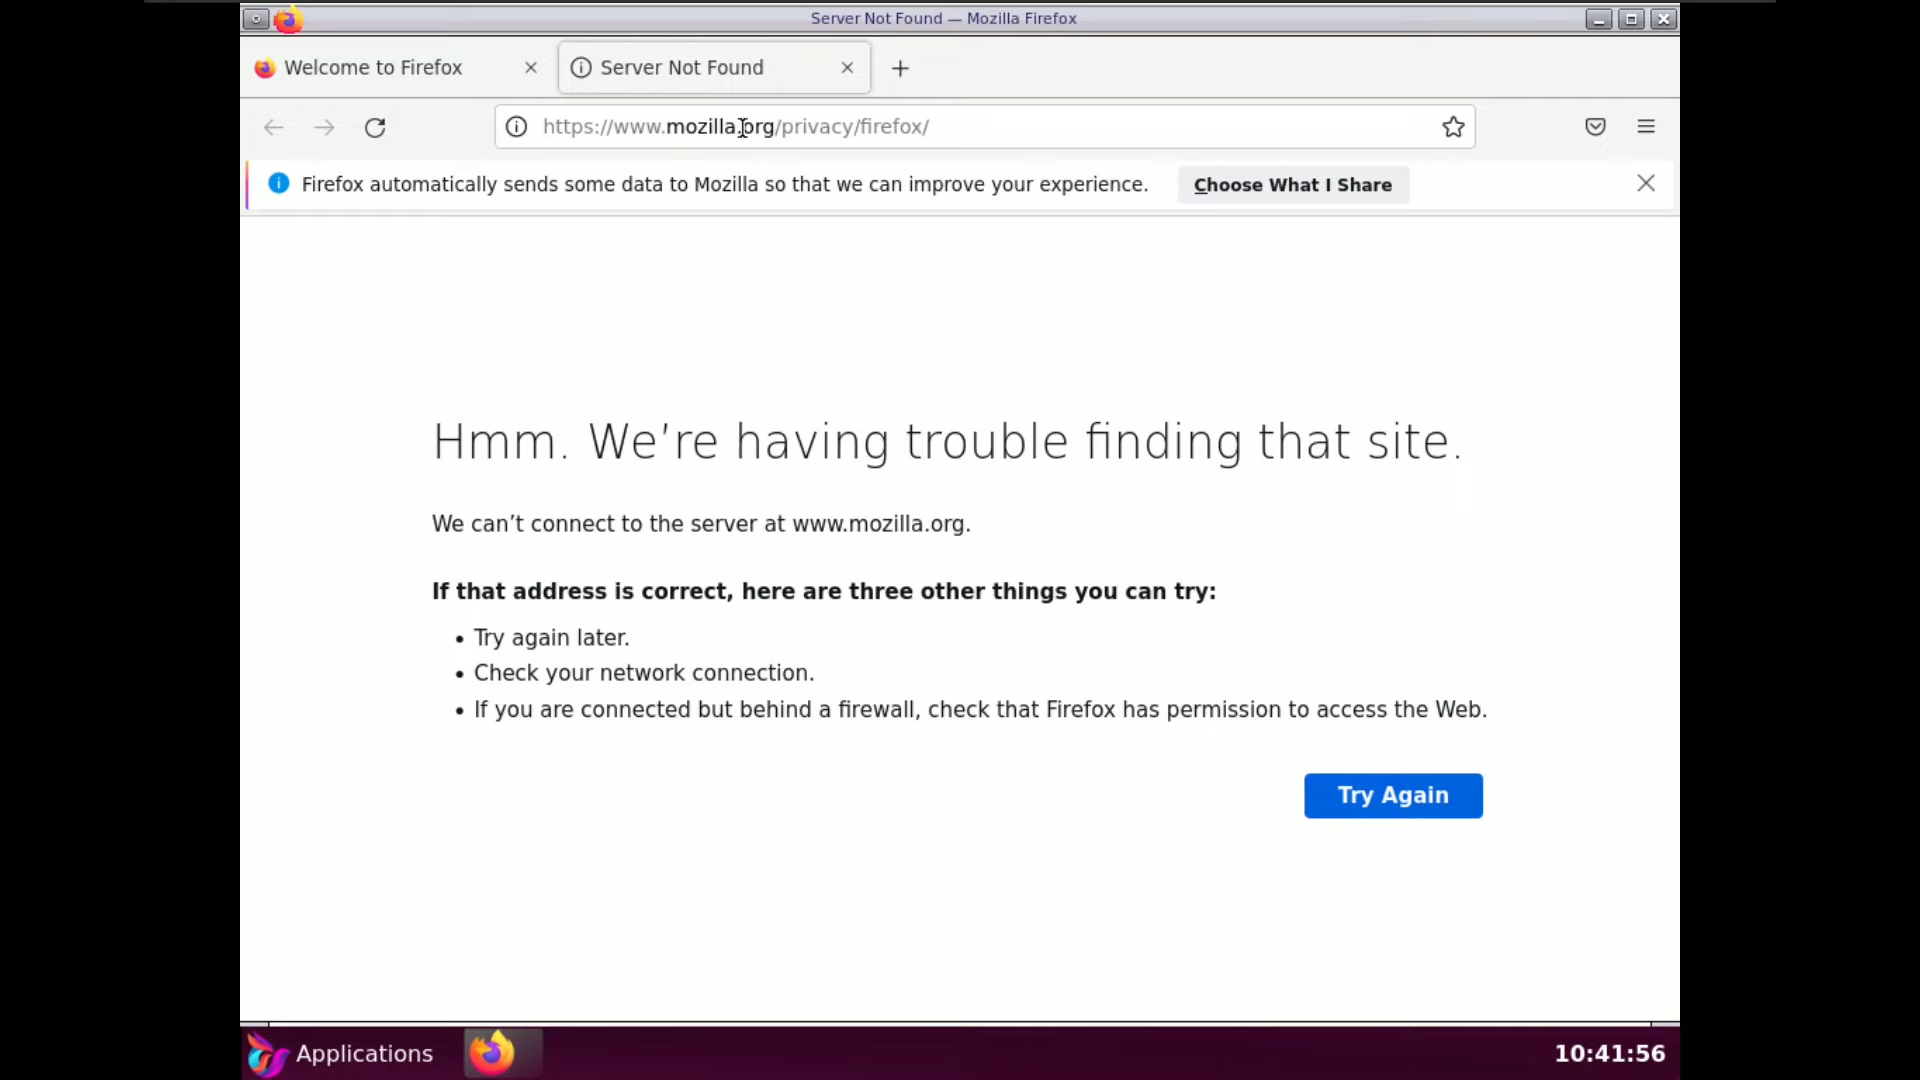 Server Not Found — Mozilla Firefox
Welcome to Firefox
Server Not Found
https://www.mozilla.org/privacy/firefox/
Firefox automatically sends some data to Mozilla so that we can improve your experience. Choose What I Share
Hmm. We’re having trouble finding that site.
We can’t connect to the server at www.mozilla.org.
If that address is correct, here are three other things you can try:
• Try again later.
• Check your network connection.
• If you are connected but behind a firewall, check that Firefox has permission to access the Web.
Try Again
Applications
10:41:56